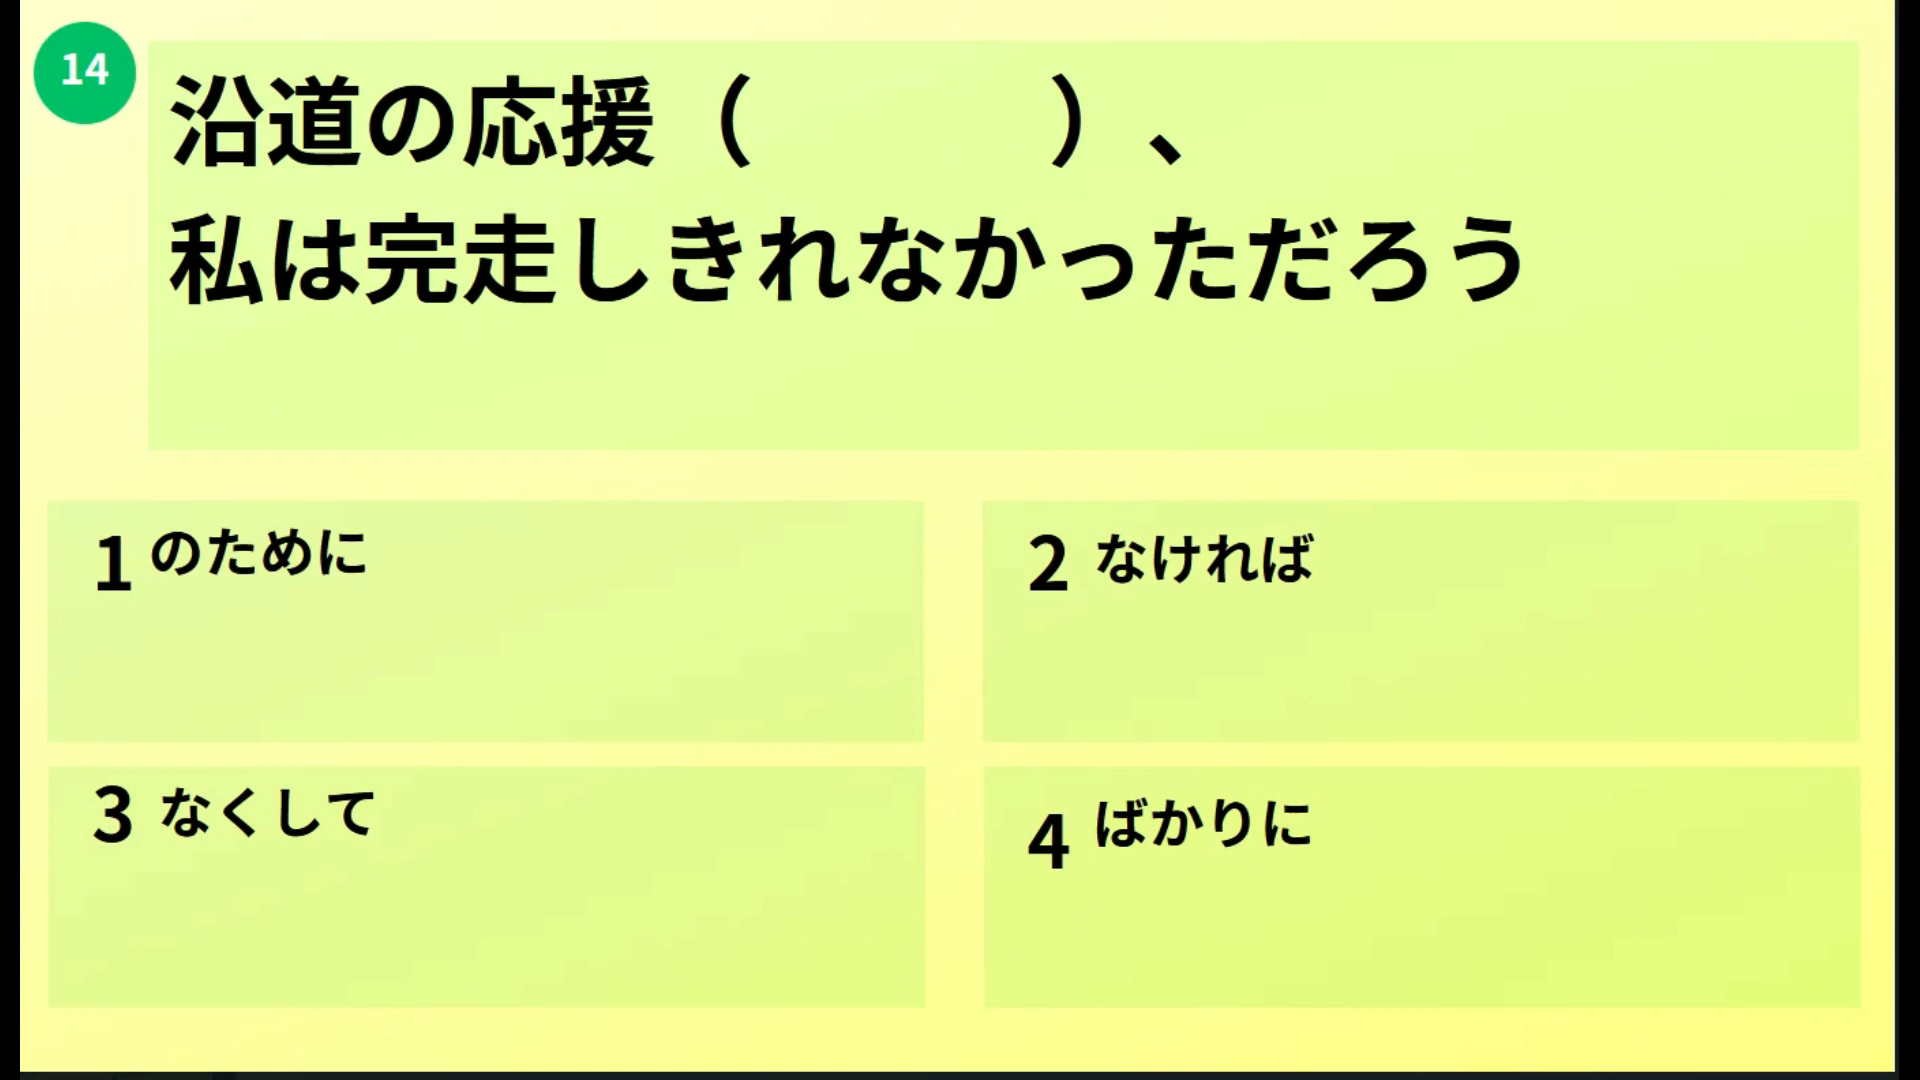 14
沿道の応援（　　　）、
私は完走しきれなかっただろう
1 のために
2 なければ
3 なくして
4 ばかりに